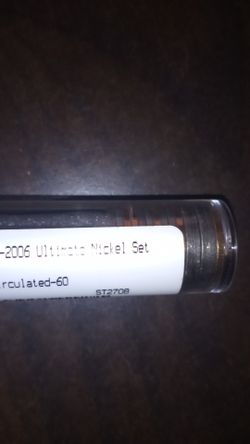 -2006 Ultimate Nickel Set
rculated-60
ST2708